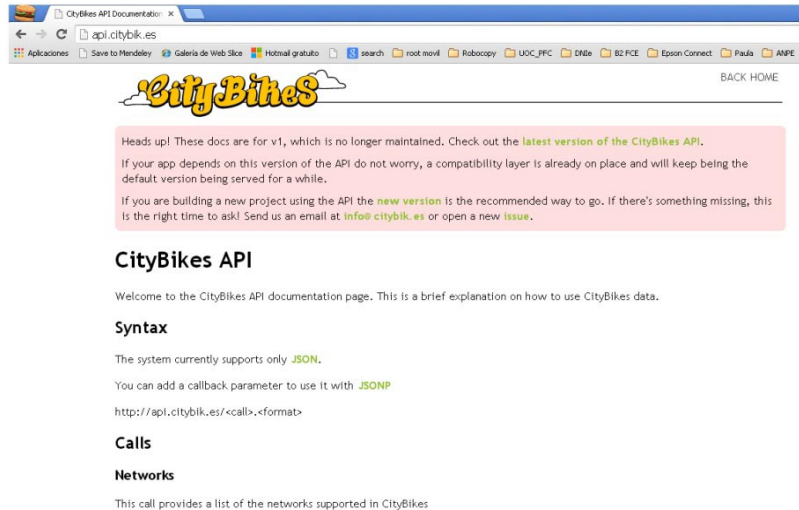 CityBikes API Documentation
api.citybik.es
Aplicaciones Save to Mendeley Galería de Web Slice Hotmail gratuito search root movil Robocopy UOC_PFC DNIe B2 FCE Epson Connect Paula ANPE
CityBikeS
BACK HOME
Heads up! These docs are for v1, which is no longer maintained. Check out the latest version of the CityBikes API.
If your app depends on this version of the API do not worry, a compatibility layer is already on place and will keep being the
default version being served for a while.
If you are building a new project using the API the new version is the recommended way to go. If there's something missing, this
is the right time to ask! Send us an email at info@citybik.es or open a new issue.
CityBikes API
Welcome to the CityBikes API documentation page. This is a brief explanation on how to use CityBikes data.
Syntax
The system currently supports only JSON.
You can add a callback parameter to use it with JSONP
http://api.citybik.es/<call>.<format>
Calls
Networks
This call provides a list of the networks supported in CityBikes